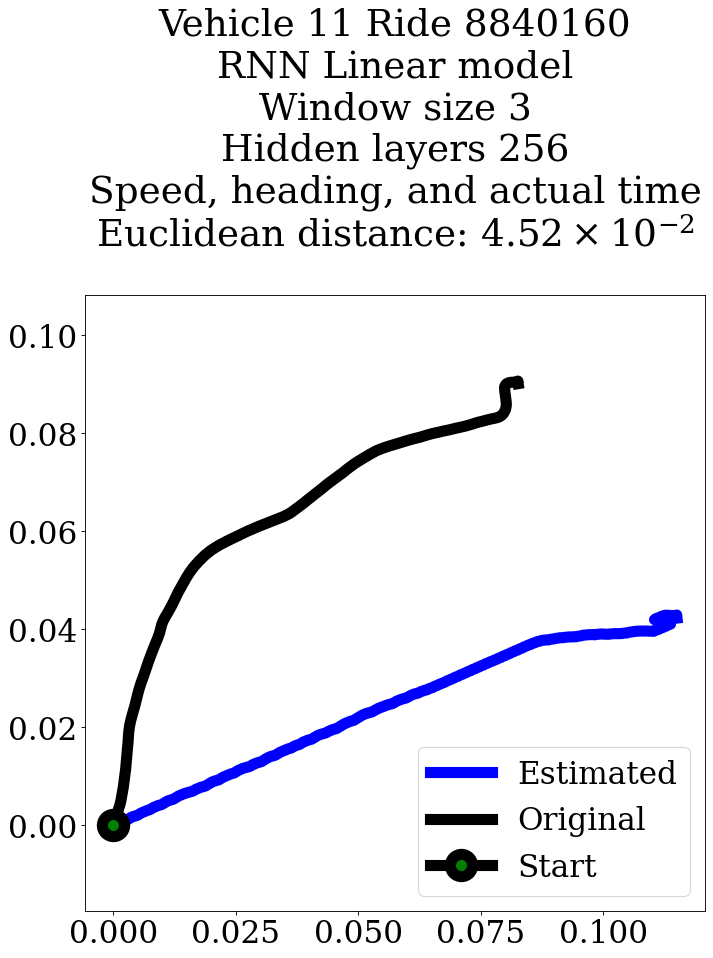 Vehicle 11 Ride 8840160
RNN Linear model
Window size 3
Hidden layers 256
Speed, heading, and actual time
Euclidean distance: 4.52 × 10⁻²
0.10
0.08
0.06
0.04
0.02
0.00
Estimated
Original
Start
0.000 0.025 0.050 0.075 0.100